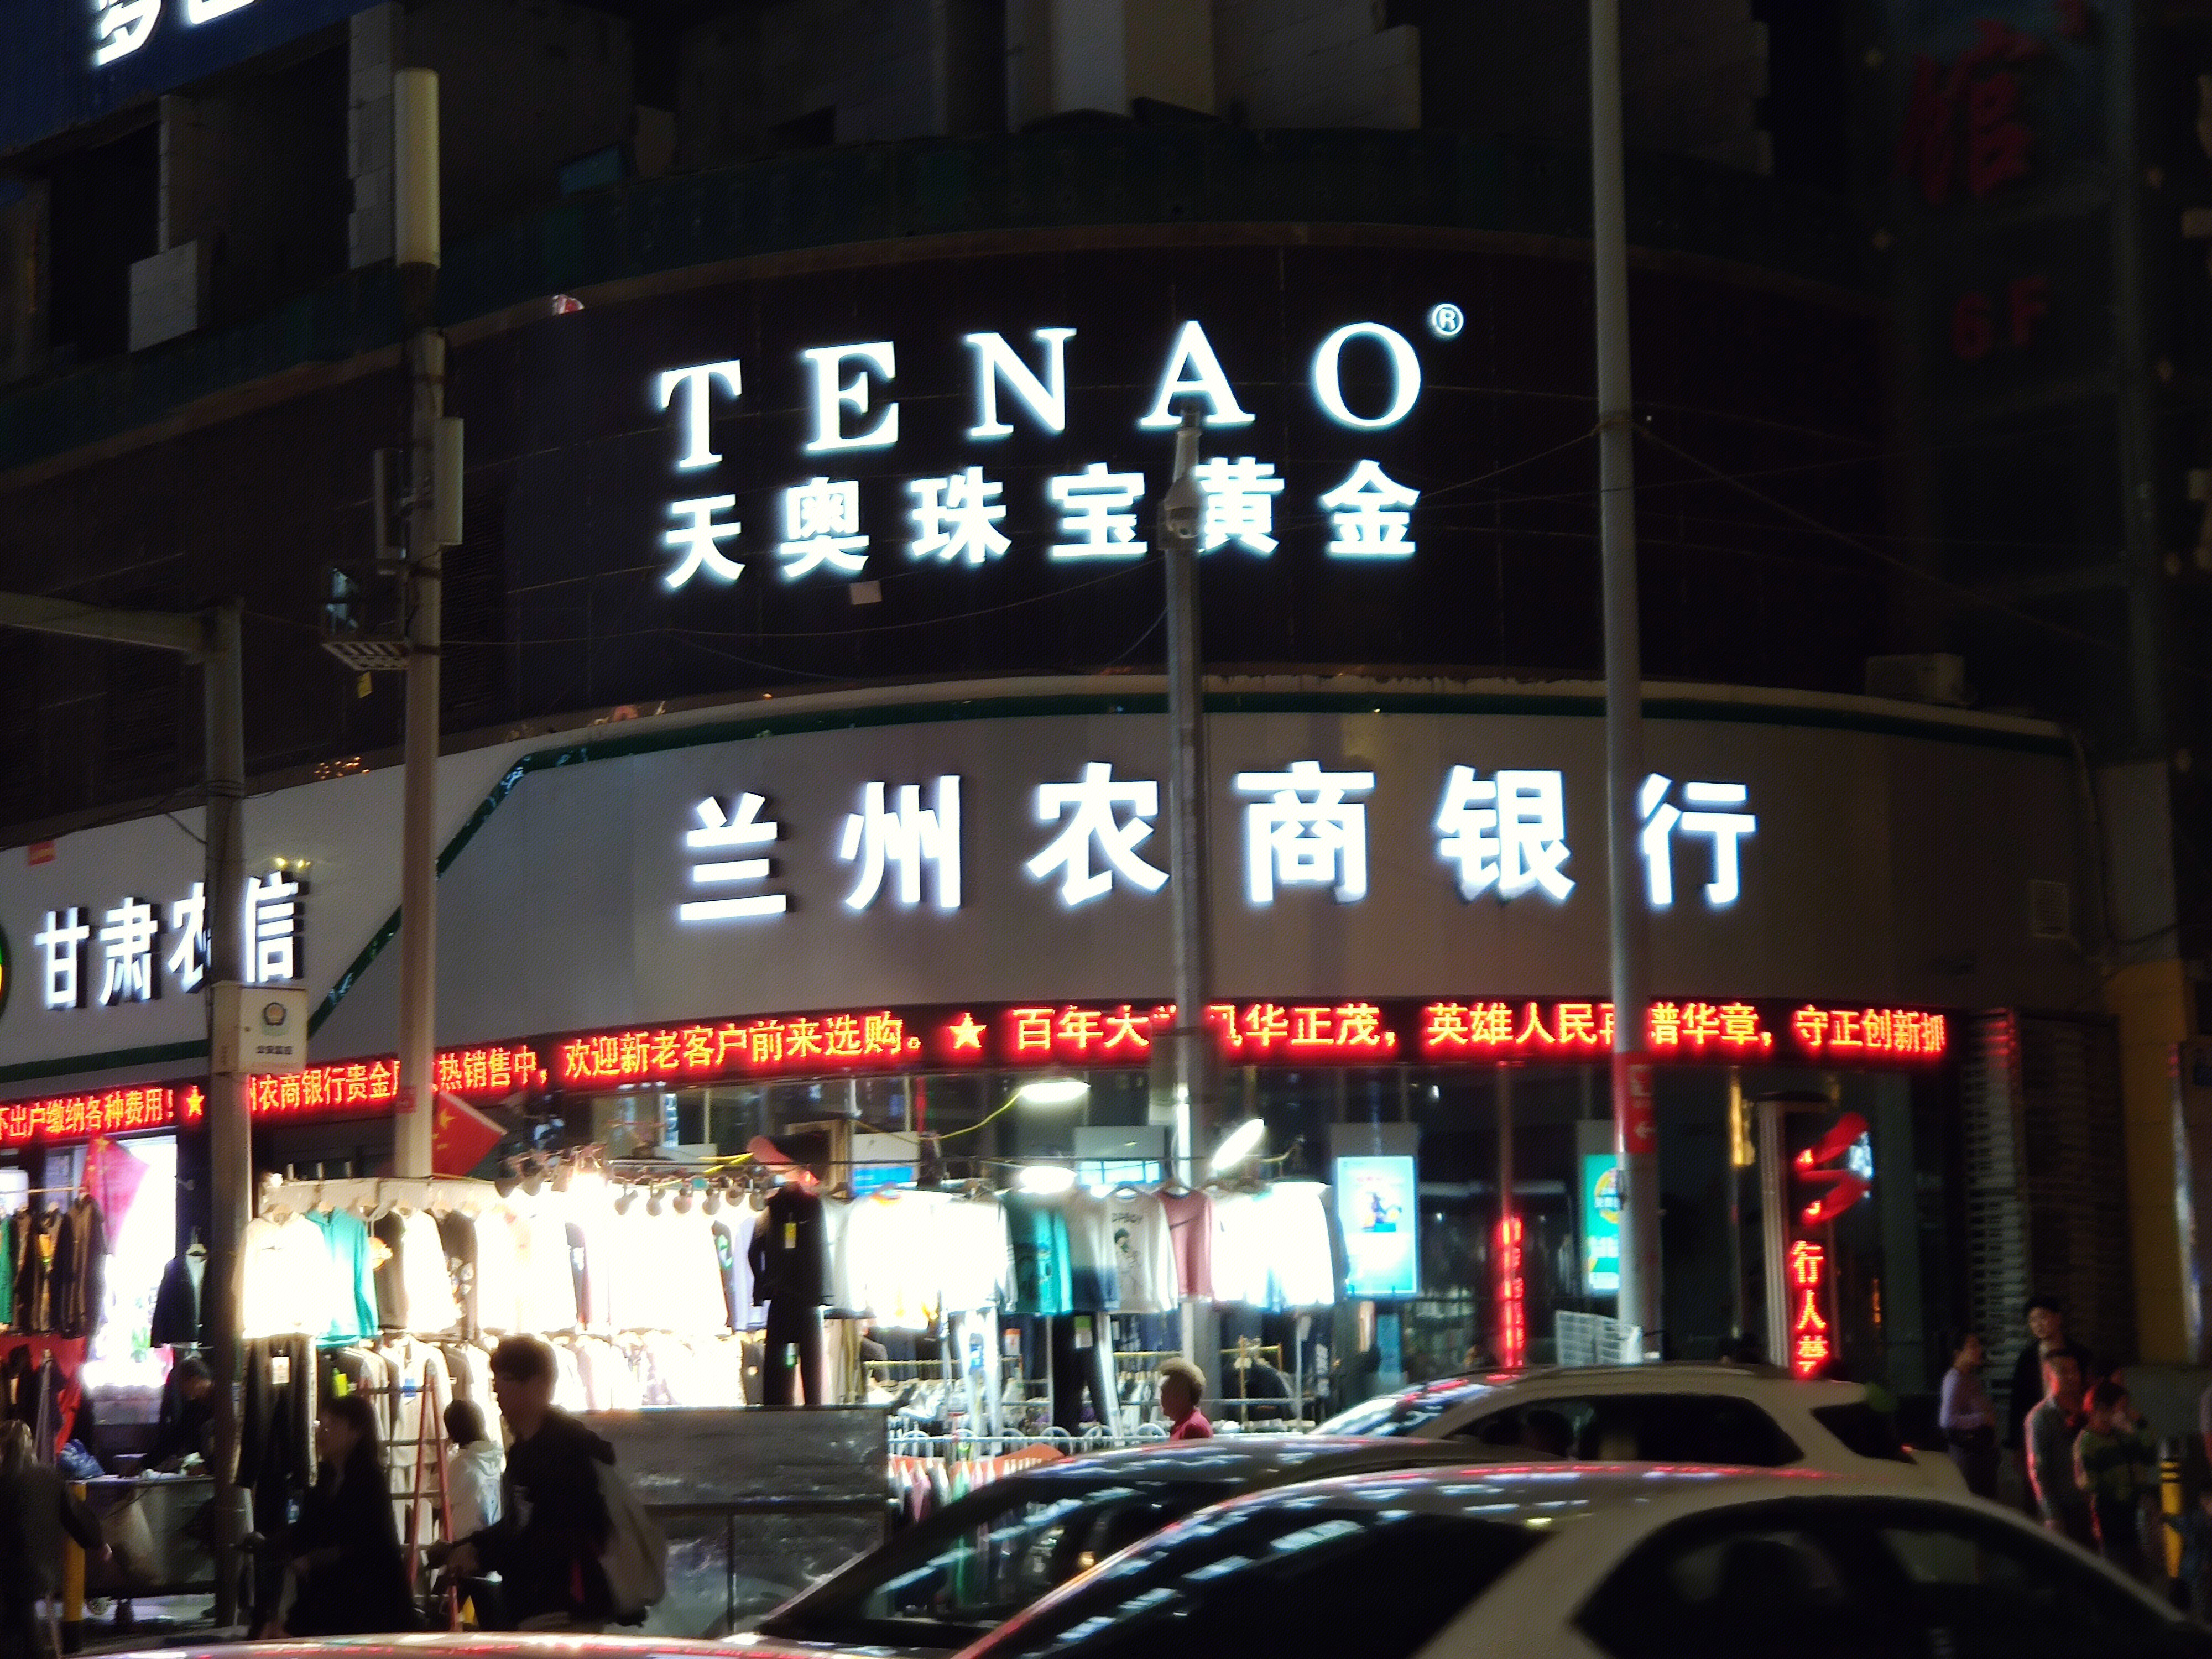 TENAO®
天奥珠宝黄金
兰州农商银行
甘肃农信
出户缴纳各种费用！★ 农商银行贵金 热销售中，欢迎新老客户前来选购。★ 百年大 风华正茂，英雄人民再谱华章，守正创新抓
馆
6F
行人禁